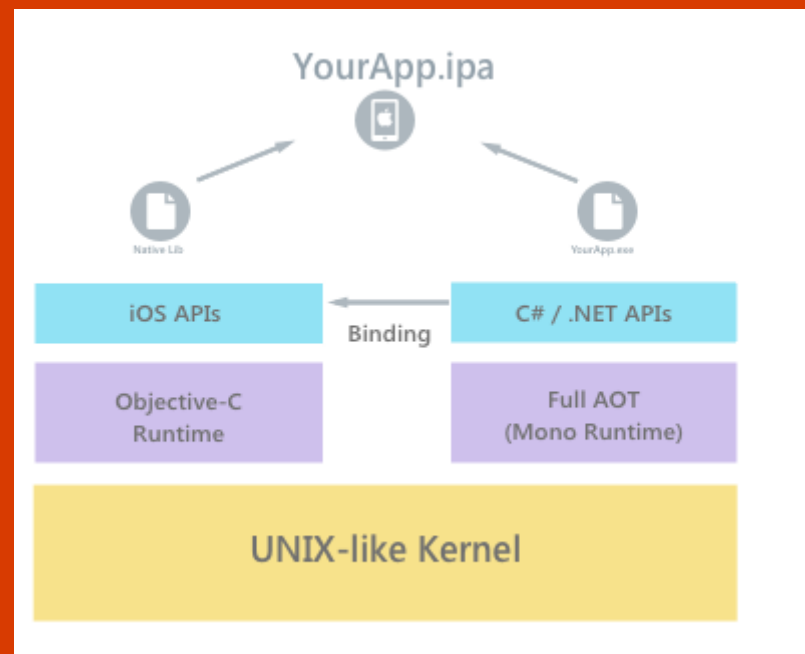 YourApp.ipa
Native Lib
YourApp.exe
iOS APIs
C# / .NET APIs
Binding
Objective-C
Runtime
Full AOT
(Mono Runtime)
UNIX-like Kernel